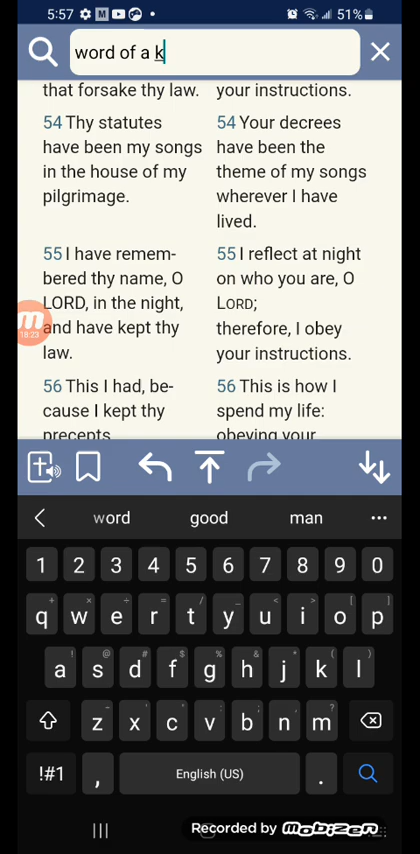 5:57 51%
word of a k
that forsake thy law.
54 Thy statutes
have been my songs
in the house of my
pilgrimage.
55 I have remem-
bered thy name, O
LORD, in the night,
and have kept thy
law.
56 This I had, be-
cause I kept thy
precepts
your instructions.
54 Your decrees
have been the
theme of my songs
wherever I have
lived.
55 I reflect at night
on who you are, O
LORD;
therefore, I obey
your instructions.
56 This is how I
spend my life:
obeying your
18:23
word good man
1 2 3 4 5 6 7 8 9 0
q w e r t y u i o p
a s d f g h j k l
z x c v b n m
!#1 , English (US) .
Recorded by mobizen